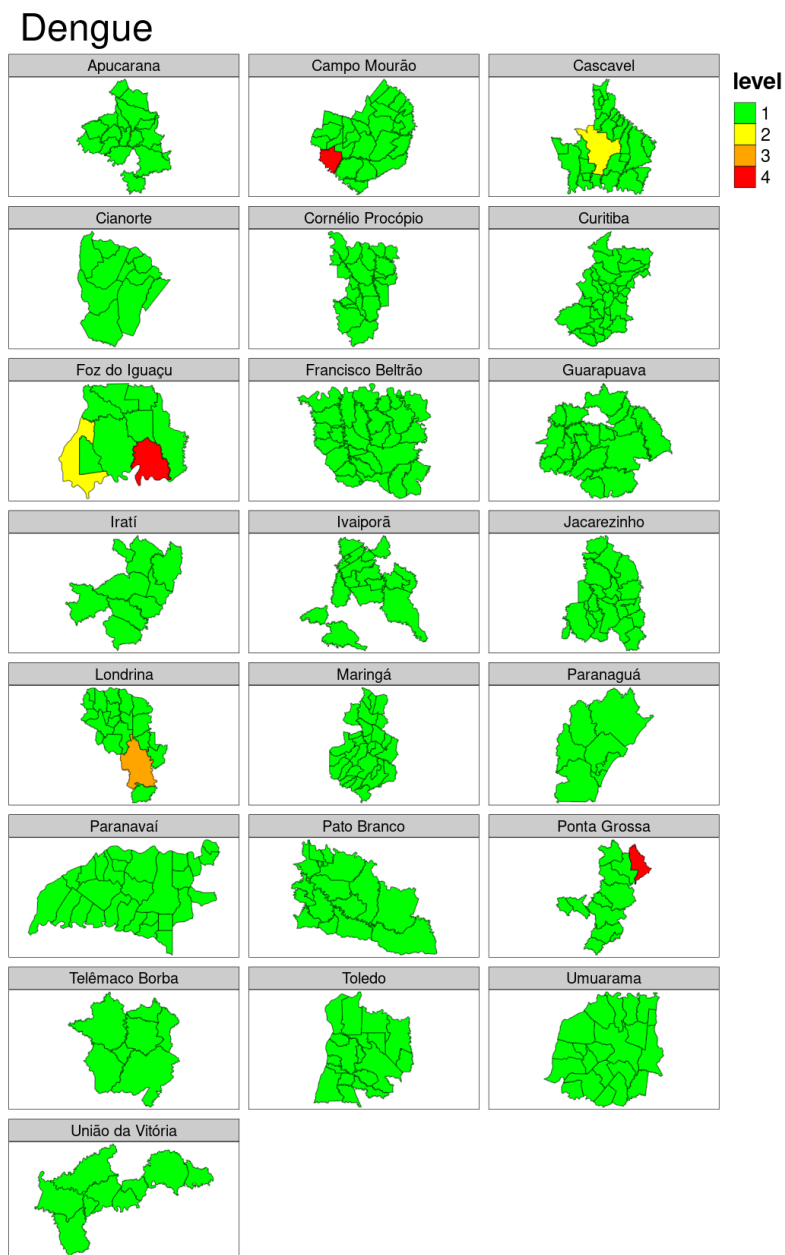 Dengue
Apucarana
Campo Mourão
Cascavel
level
1
2
3
4
Cianorte
Cornélio Procópio
Curitiba
Foz do Iguaçu
Francisco Beltrão
Guarapuava
Iratí
Ivaiporã
Jacarezinho
Londrina
Maringá
Paranaguá
Paranavaí
Pato Branco
Ponta Grossa
Telêmaco Borba
Toledo
Umuarama
União da Vitória